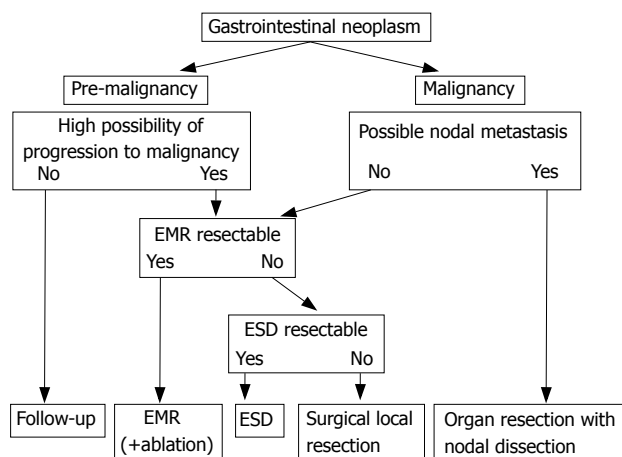 Gastrointestinal neoplasm
Pre-malignancy
Malignancy
High possibility of
progression to malignancy
No Yes
Possible nodal metastasis
No Yes
EMR resectable
Yes No
ESD resectable
Yes No
Follow-up
EMR
(+ablation)
ESD
Surgical local
resection
Organ resection with
nodal dissection